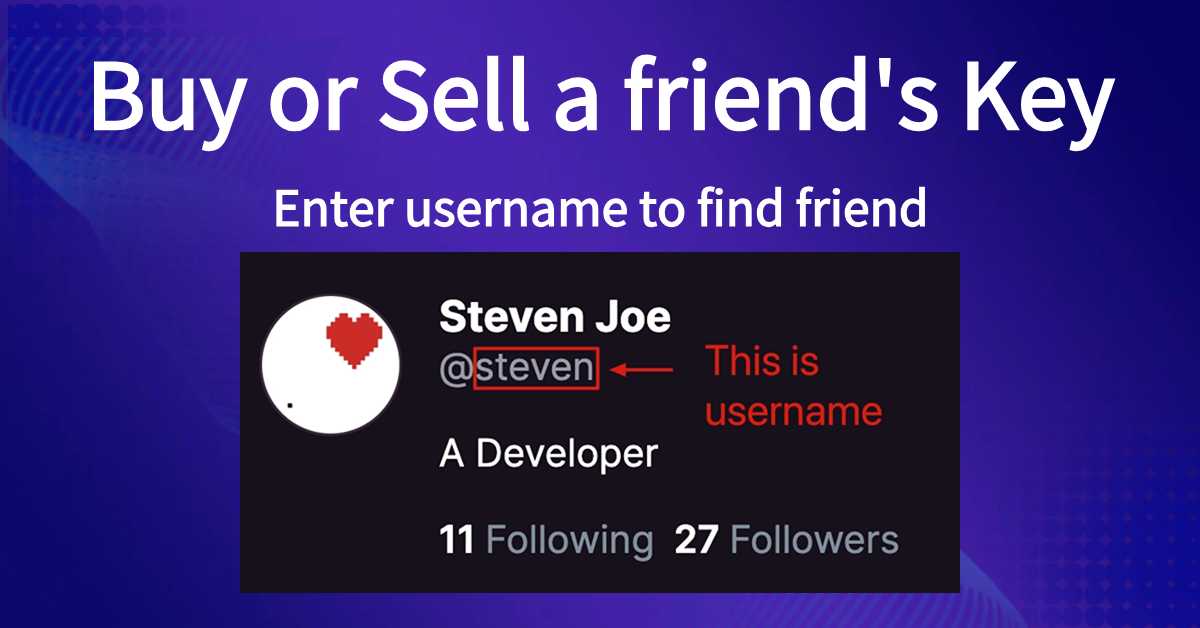 Buy or Sell a friend's Key
Enter username to find friend
Steven Joe
@steven
This is
username
A Developer
11 Following 27 Followers